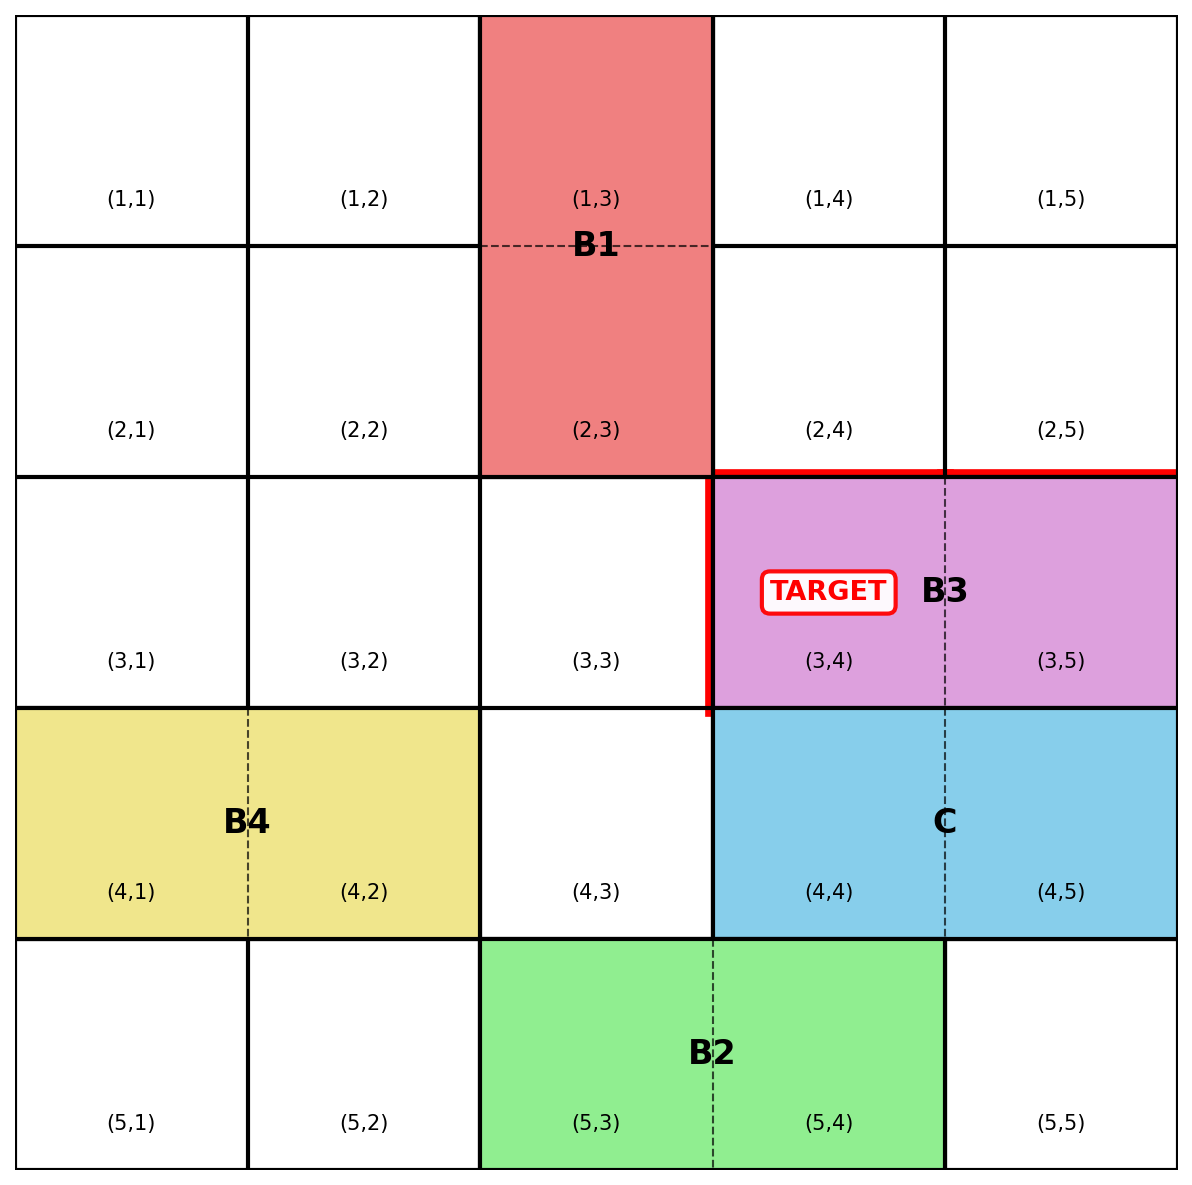 (1,1) (1,2) (1,3) (1,4) (1,5)
B1
(2,1) (2,2) (2,3) (2,4) (2,5)
TARGET B3
(3,1) (3,2) (3,3) (3,4) (3,5)
B4 C
(4,1) (4,2) (4,3) (4,4) (4,5)
B2
(5,1) (5,2) (5,3) (5,4) (5,5)